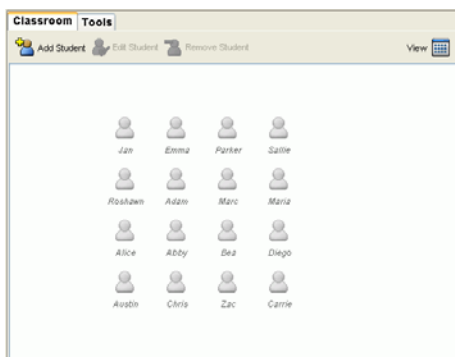 Classroom Tools
Add Student Edit Student Remove Student View
Jan Emma Parker Sallie
Roshawn Adam Marc Maria
Alice Abby Bea Diego
Austin Chris Zac Carrie